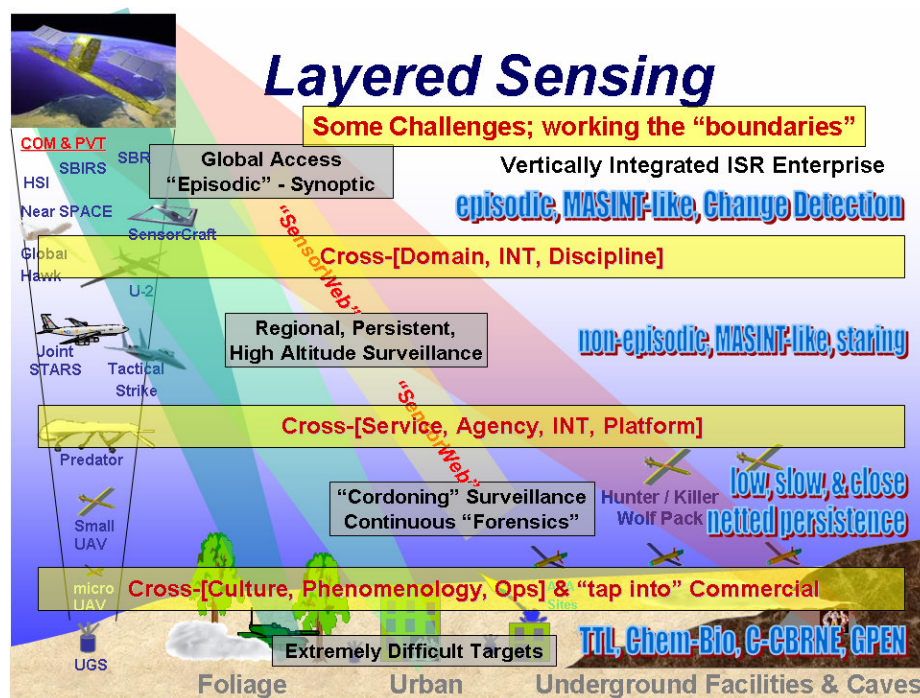 Layered Sensing
Some Challenges; working the “boundaries”
COM & PVT
SBR
SBIRS
HSI
Global Access
“Episodic” - Synoptic
Vertically Integrated ISR Enterprise
episodic, MASINT-like, Change Detection
Near SPACE
SensorCraft
“SensorWeb”
Cross-[Domain, INT, Discipline]
Global
Hawk
U-2
Regional, Persistent,
High Altitude Surveillance
non-episodic, MASINT-like, staring
Joint
STARS
Tactical
Strike
“SensorWeb”
Cross-[Service, Agency, INT, Platform]
Predator
“Cordoning” Surveillance
Continuous “Forensics”
Hunter / Killer
Wolf Pack
low, slow, & close
netted persistence
Small
UAV
Cross-[Culture, Phenomenology, Ops] & “tap into” Commercial
micro
UAV
Sites
Extremely Difficult Targets
TTL, Chem-Bio, C-CBRNE, GPEN
UGS
Foliage
Urban
Underground Facilities & Caves